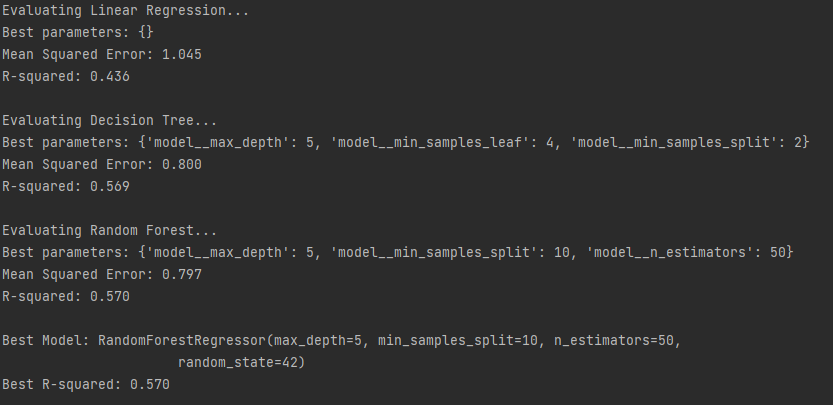 Evaluating Linear Regression...
Best parameters: {}
Mean Squared Error: 1.045
R-squared: 0.436
Evaluating Decision Tree...
Best parameters: {'model__max_depth': 5, 'model__min_samples_leaf': 4, 'model__min_samples_split': 2}
Mean Squared Error: 0.800
R-squared: 0.569
Evaluating Random Forest...
Best parameters: {'model__max_depth': 5, 'model__min_samples_split': 10, 'model__n_estimators': 50}
Mean Squared Error: 0.797
R-squared: 0.570
Best Model: RandomForestRegressor(max_depth=5, min_samples_split=10, n_estimators=50,
random_state=42)
Best R-squared: 0.570